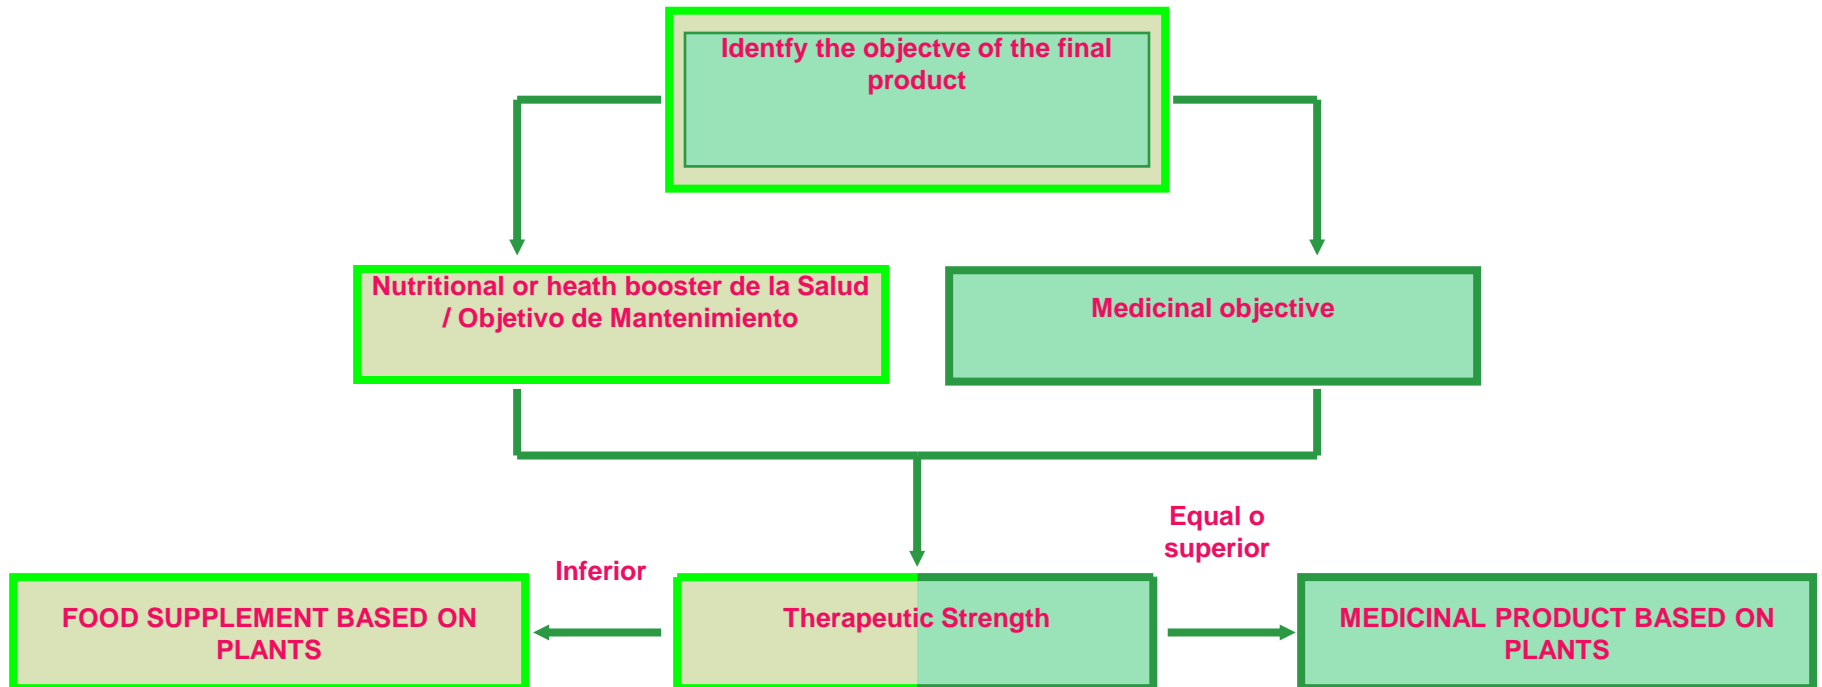 Identfy the objectve of the final
product
Nutritional or heath booster de la Salud
/ Objetivo de Mantenimiento
Medicinal objective
Equal o
superior
Inferior
FOOD SUPPLEMENT BASED ON
PLANTS
Therapeutic Strength
MEDICINAL PRODUCT BASED ON
PLANTS